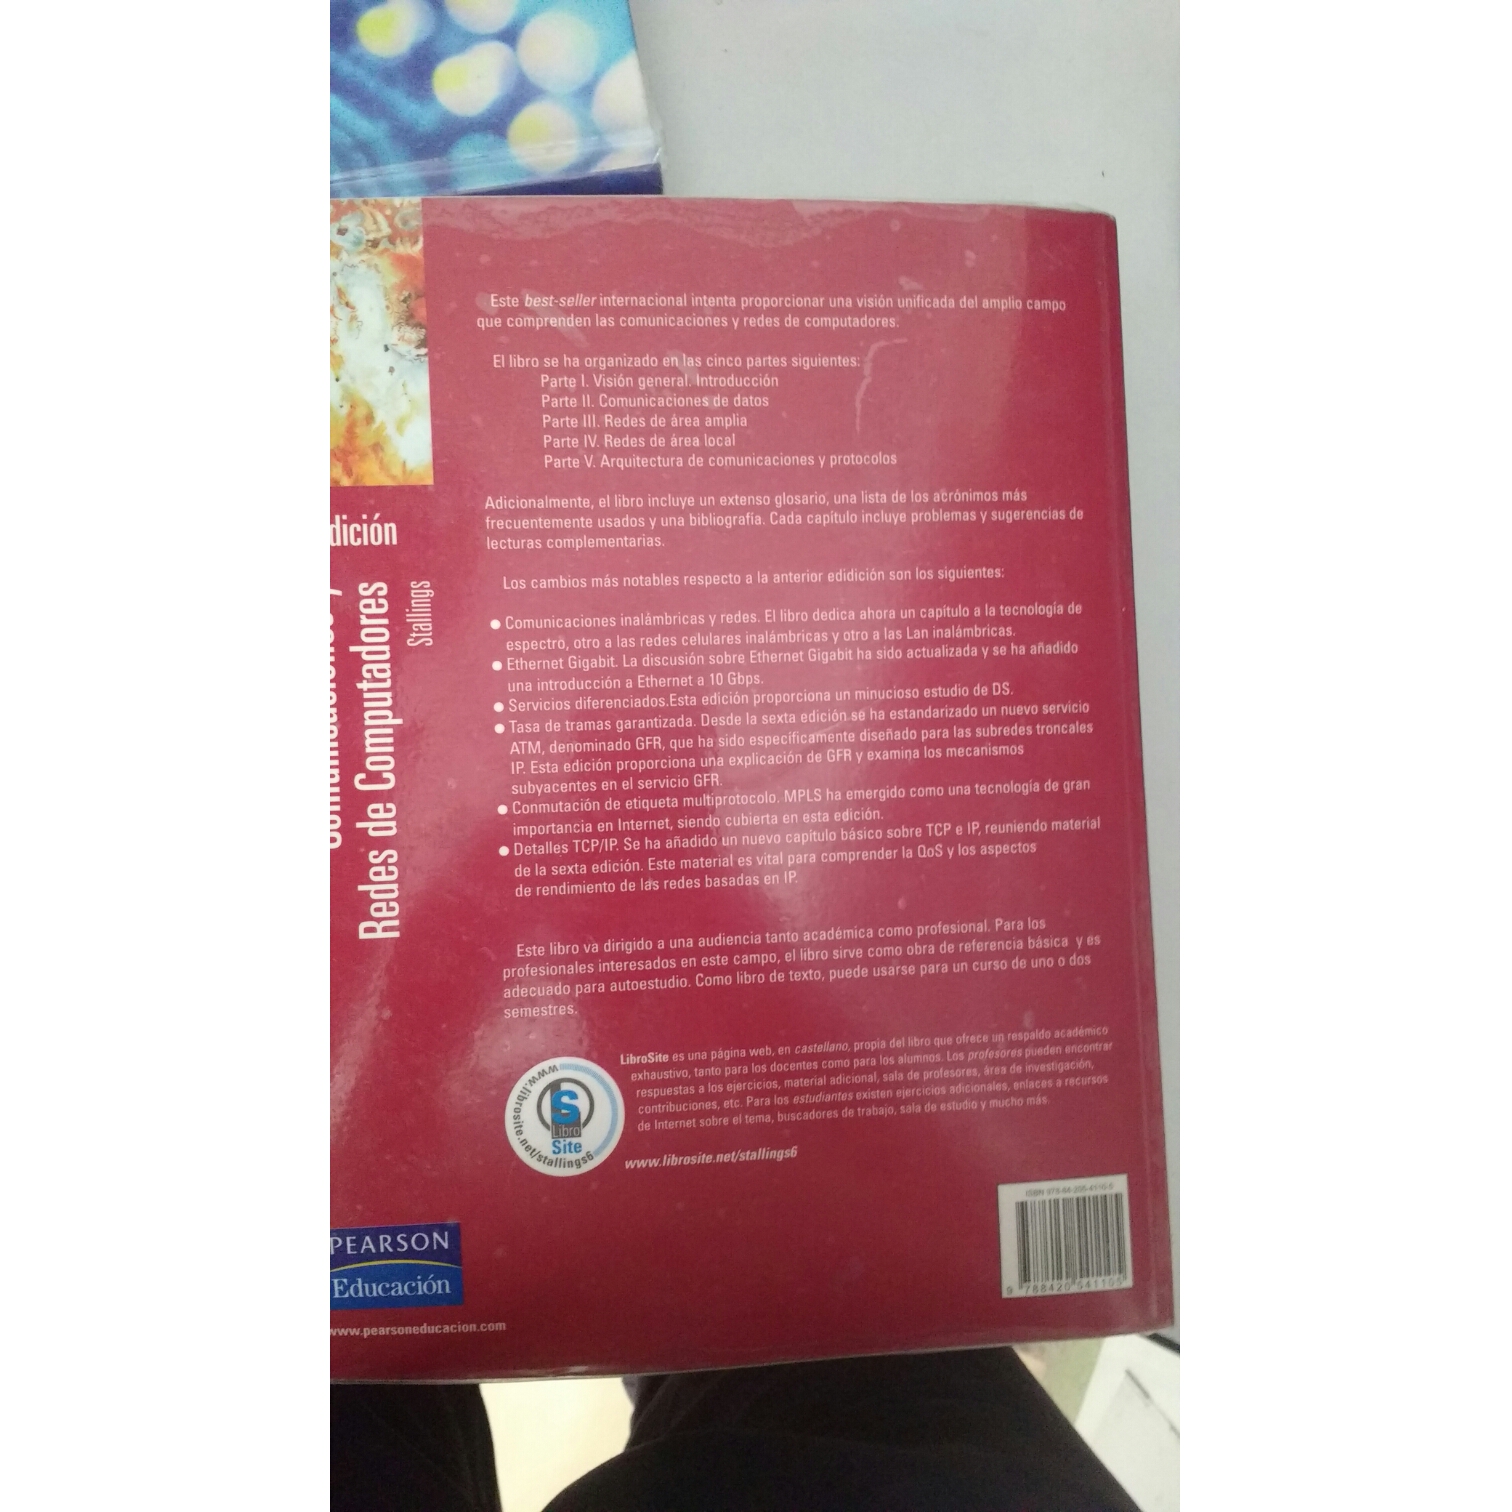 Este best-seller internacional intenta proporcionar una visión unificada del amplio campo
que comprenden las comunicaciones y redes de computadores.
El libro se ha organizado en las cinco partes siguientes:
Parte I. Visión general. Introducción
Parte II. Comunicaciones de datos
Parte III. Redes de área amplia
Parte IV. Redes de área local
Parte V. Arquitectura de comunicaciones y protocolos
Adicionalmente, el libro incluye un extenso glosario, una lista de los acrónimos más
frecuentemente usados y una bibliografía. Cada capítulo incluye problemas y sugerencias de
lecturas complementarias.
Los cambios más notables respecto a la anterior edidición son los siguientes:
● Comunicaciones inalámbricas y redes. El libro dedica ahora un capítulo a la tecnología de
espectro, otro a las redes celulares inalámbricas y otro a las Lan inalámbricas.
● Ethernet Gigabit. La discusión sobre Ethernet Gigabit ha sido actualizada y se ha añadido
una introducción a Ethernet a 10 Gbps.
● Servicios diferenciados.Esta edición proporciona un minucioso estudio de DS.
● Tasa de tramas garantizada. Desde la sexta edición se ha estandarizado un nuevo servicio
ATM, denominado GFR, que ha sido específicamente diseñado para las subredes troncales
IP. Esta edición proporciona una explicación de GFR y examina los mecanismos
subyacentes en el servicio GFR.
● Conmutación de etiqueta multiprotocolo. MPLS ha emergido como una tecnología de gran
importancia en Internet, siendo cubierta en esta edición.
● Detalles TCP/IP. Se ha añadido un nuevo capítulo básico sobre TCP e IP, reuniendo material
de la sexta edición. Este material es vital para comprender la QoS y los aspectos
de rendimiento de las redes basadas en IP.
Este libro va dirigido a una audiencia tanto académica como profesional. Para los
profesionales interesados en este campo, el libro sirve como obra de referencia básica y es
adecuado para autoestudio. Como libro de texto, puede usarse para un curso de uno o dos
semestres.
LibroSite es una página web, en castellano, propia del libro que ofrece un respaldo académico
exhaustivo, tanto para los docentes como para los alumnos. Los profesores pueden encontrar
respuestas a los ejercicios, material adicional, sala de profesores, área de investigación,
contribuciones, etc. Para los estudiantes existen ejercicios adicionales, enlaces a recursos
de Internet sobre el tema, buscadores de trabajo, sala de estudio y mucho más.
www.librosite.net/stallings6
www.librosite.net/stallings6
S
Libro
Site
dición
Redes de Computadores
Stallings
PEARSON
Educación
www.pearsoneducacion.com
9 788420 541105